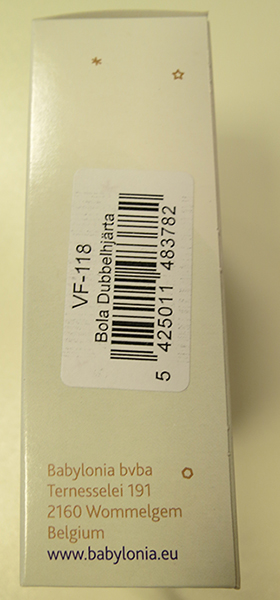 VF-118
Bola Dubbelhjärta
5 425011 483782
Babylonia bvba
Ternesselei 191
2160 Wommelgem
Belgium
www.babylonia.eu